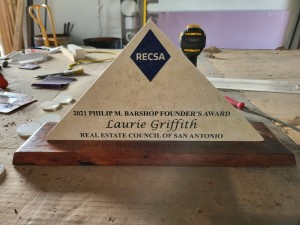 RECSA
2021 PHILIP M. BARSHOP FOUNDER'S AWARD
Laurie Griffith
REAL ESTATE COUNCIL OF SAN ANTONIO